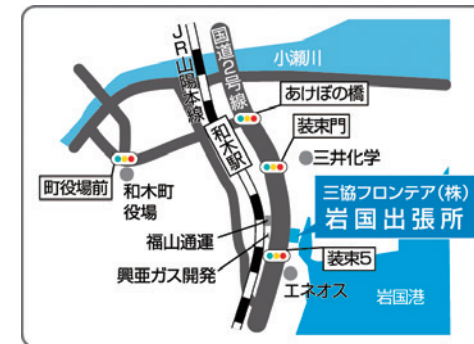 JR山陽本線
国道2号線
小瀬川
あけぼの橋
装束門
和木駅
三井化学
町役場前
和木町
役場
三協フロンテア(株)
岩国出張所
福山通運
興亜ガス開発
装束5
エネオス
岩国港